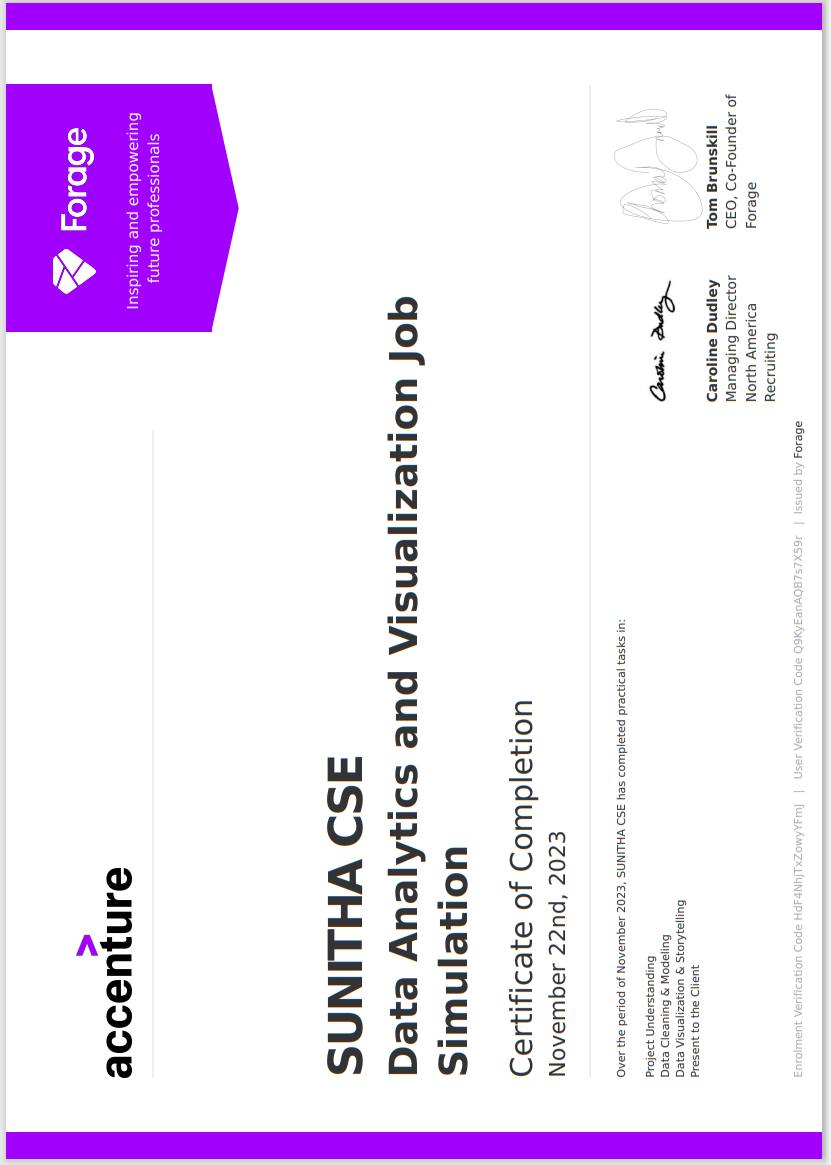 accenture
Forage
Inspiring and empowering
future professionals
SUNITHA CSE
Data Analytics and Visualization Job
Simulation
Certificate of Completion
November 22nd, 2023
Over the period of November 2023, SUNITHA CSE has completed practical tasks in:
Project Understanding
Data Cleaning & Modeling
Data Visualization & Storytelling
Present to the Client
Caroline Dudley
Managing Director
North America
Recruiting
Tom Brunskill
CEO, Co-Founder of
Forage
Enrolment Verification Code HdF4NhjTxZowyYFmJ | User Verification Code Q9KyEanAQB7s7X59r | Issued by Forage